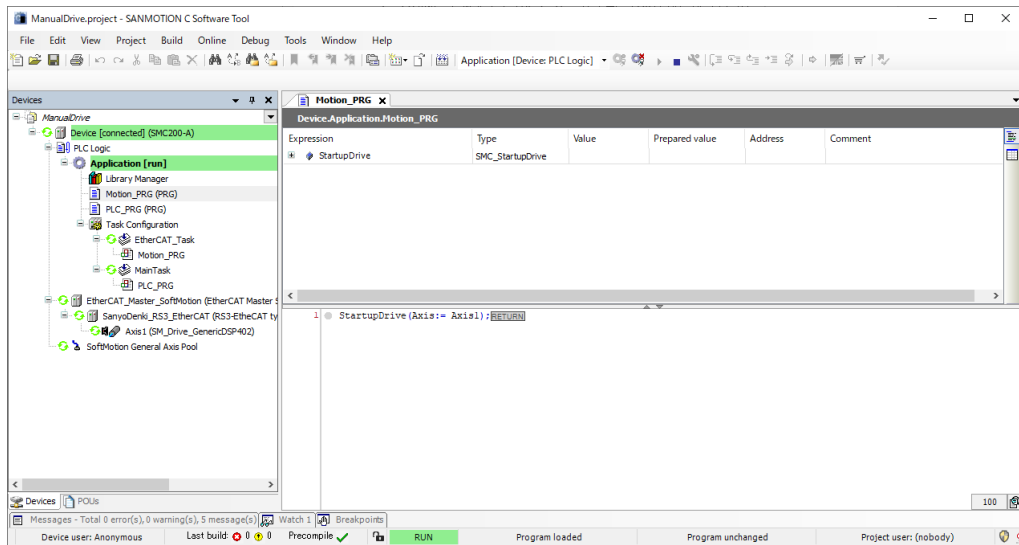 ManualDrive.project - SANMOTION C Software Tool
File Edit View Project Build Online Debug Tools Window Help
Application [Device: PLC Logic]
Devices
Motion_PRG
ManualDrive
Device [connected] (SMC200-A)
PLC Logic
Application [run]
Library Manager
Motion_PRG (PRG)
PLC_PRG (PRG)
Task Configuration
EtherCAT_Task
Motion_PRG
MainTask
PLC_PRG
EtherCAT_Master_SoftMotion (EtherCAT Master
SanyoDenki_RS3_EtherCAT (RS3-EtheCAT ty
Axis1 (SM_Drive_GenericDSP402)
SoftMotion General Axis Pool
Device.Application.Motion_PRG
Expression Type Value Prepared value Address Comment
StartupDrive SMC_StartupDrive
1 StartupDrive(Axis:= Axis1);RETURN
100
Devices POUs
Messages - Total 0 error(s), 0 warning(s), 5 message(s) Watch 1 Breakpoints
Device user: Anonymous Last build: 0 0 Precompile RUN Program loaded Program unchanged Project user: (nobody)